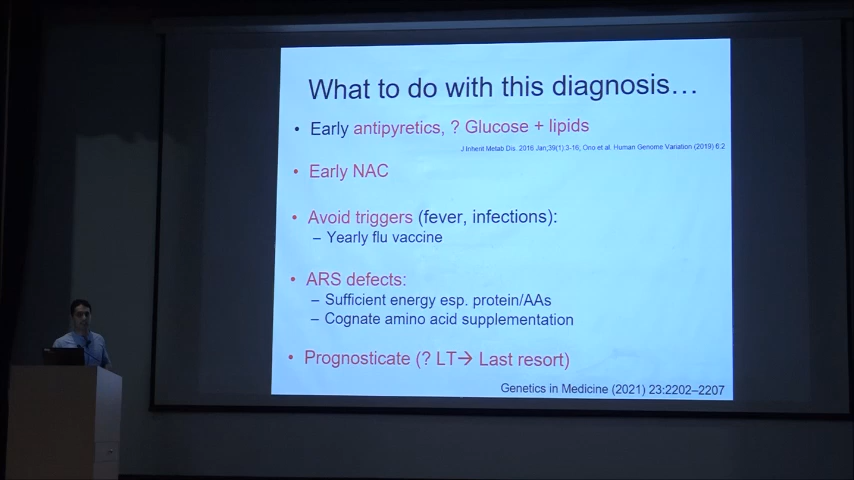 What to do with this diagnosis…
• Early antipyretics, ? Glucose + lipids
J Inherit Metab Dis. 2016 Jan;39(1):3-16; Ono et al. Human Genome Variation (2019) 6:2
• Early NAC
• Avoid triggers (fever, infections):
– Yearly flu vaccine
• ARS defects:
– Sufficient energy esp. protein/AAs
– Cognate amino acid supplementation
• Prognosticate (? LT→ Last resort)
Genetics in Medicine (2021) 23:2202–2207